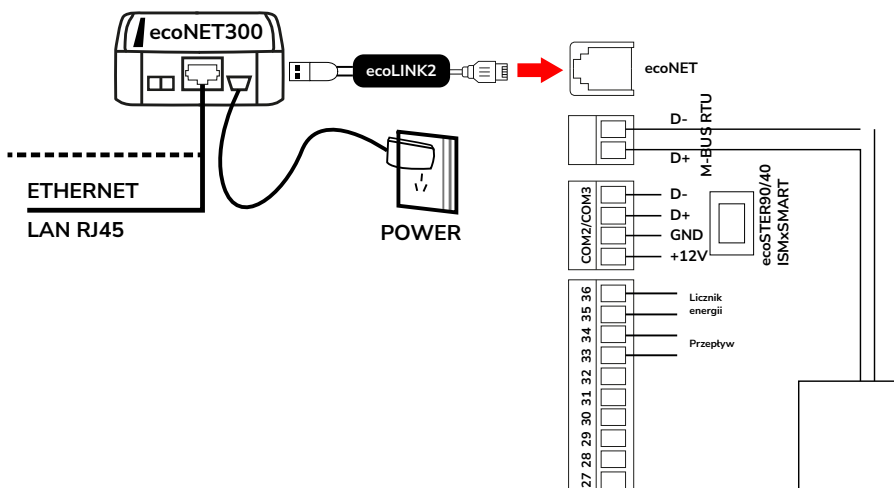 ecoNET300
ecoLINK2
ecoNET
ETHERNET
LAN RJ45
POWER
D-
D+
M-BUS RTU
COM2/COM3
D-
D+
GND
+12V
ecoSTER90/40
ISMxSMART
36
35
34
33
32
31
30
29
28
27
Licznik
energii
Przepływ